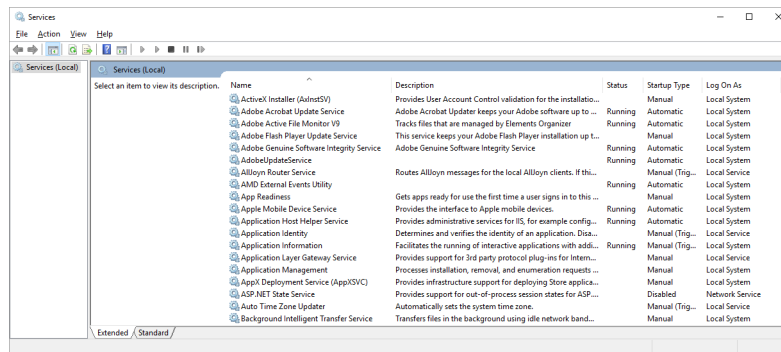 Services
File Action View Help
Services (Local)
Services (Local)
Select an item to view its description.
Name Description Status Startup Type Log On As
ActiveX Installer (AxInstSV) Provides User Account Control validation for the installatio... Manual Local System
Adobe Acrobat Update Service Adobe Acrobat Updater keeps your Adobe software up to ... Running Automatic Local System
Adobe Active File Monitor V9 Tracks files that are managed by Elements Organizer Running Automatic Local System
Adobe Flash Player Update Service This service keeps your Adobe Flash Player installation up t... Manual Local System
Adobe Genuine Software Integrity Service Adobe Genuine Software Integrity Service Running Automatic Local System
AdobeUpdateService Running Automatic Local System
AllJoyn Router Service Routes AllJoyn messages for the local AllJoyn clients. If thi... Manual (Trig... Local Service
AMD External Events Utility Running Automatic Local System
App Readiness Gets apps ready for use the first time a user signs in to this ... Manual Local System
Apple Mobile Device Service Provides the interface to Apple mobile devices. Running Automatic Local System
Application Host Helper Service Provides administrative services for IIS, for example config... Running Automatic Local System
Application Identity Determines and verifies the identity of an application. Disa... Manual (Trig... Local Service
Application Information Facilitates the running of interactive applications with addi... Running Manual (Trig... Local System
Application Layer Gateway Service Provides support for 3rd party protocol plug-ins for Intern... Manual Local Service
Application Management Processes installation, removal, and enumeration requests ... Manual Local System
AppX Deployment Service (AppXSVC) Provides infrastructure support for deploying Store applica... Manual Local System
ASP.NET State Service Provides support for out-of-process session states for ASP.... Disabled Network Service
Auto Time Zone Updater Automatically sets the system time zone. Manual (Trig... Local Service
Background Intelligent Transfer Service Transfers files in the background using idle network band... Manual Local System
Extended Standard